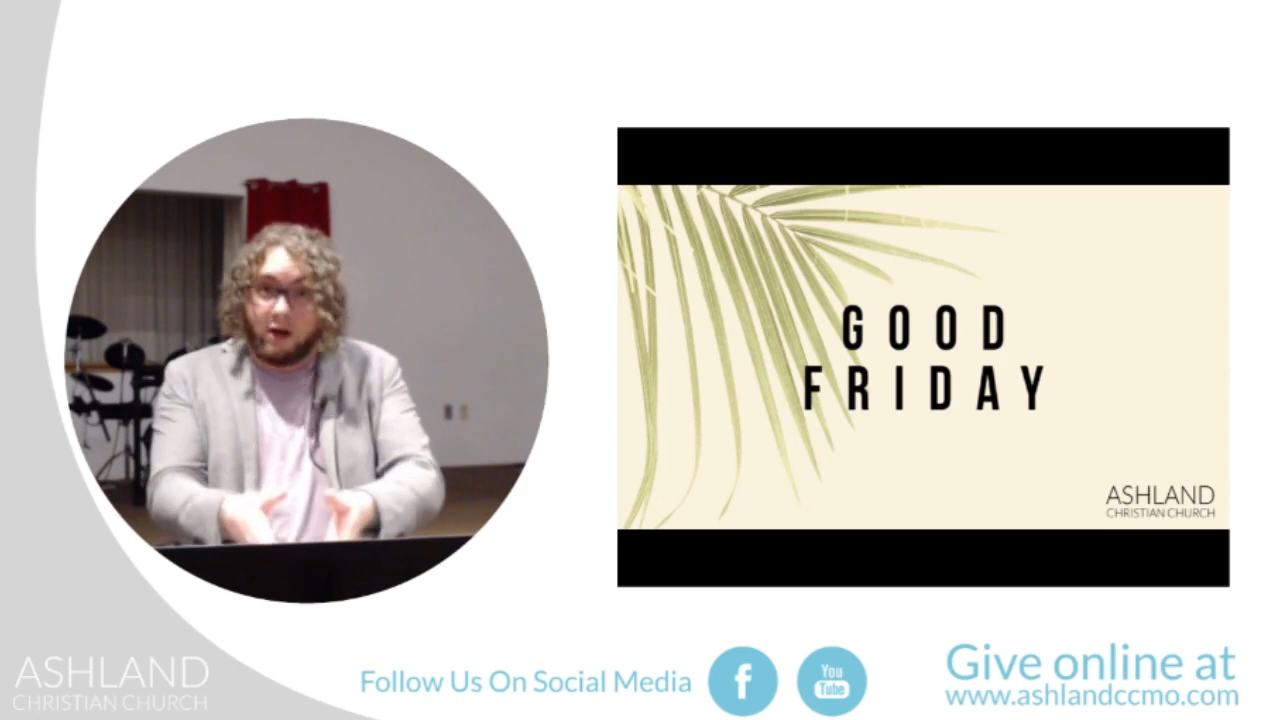 GOOD
FRIDAY
ASHLAND
CHRISTIAN CHURCH
ASHLAND
CHRISTIAN CHURCH
Follow Us On Social Media
f
You
Tube
Give online at
www.ashlandccmo.com